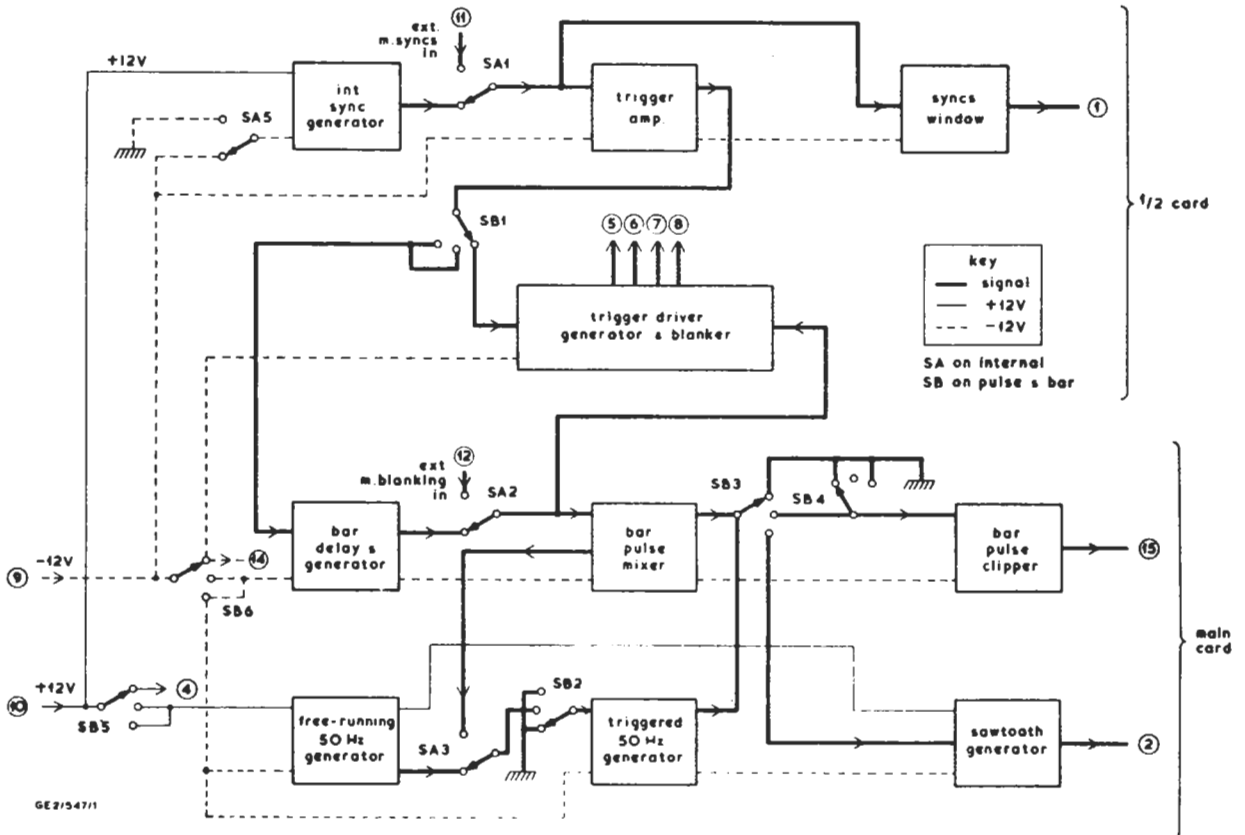 11
ext.
m.syncs
in
SA1
+12V
int
sync
generator
trigger
amp.
syncs
window
1
SA5
1/2 card
SB1
5 6 7 8
key
signal
+12V
-12V
trigger driver
generator & blanker
SA on internal
SB on pulse s bar
12
ext
m.blanking
in
SA2
SB3
SB4
bar
delay s
generator
bar
pulse
mixer
bar
pulse
clipper
15
-12V
9
14
SB6
main
card
+12V
10
4
SB5
SB2
free-running
50 Hz
generator
SA3
triggered
50 Hz
generator
sawtooth
generator
2
GE2/547/1